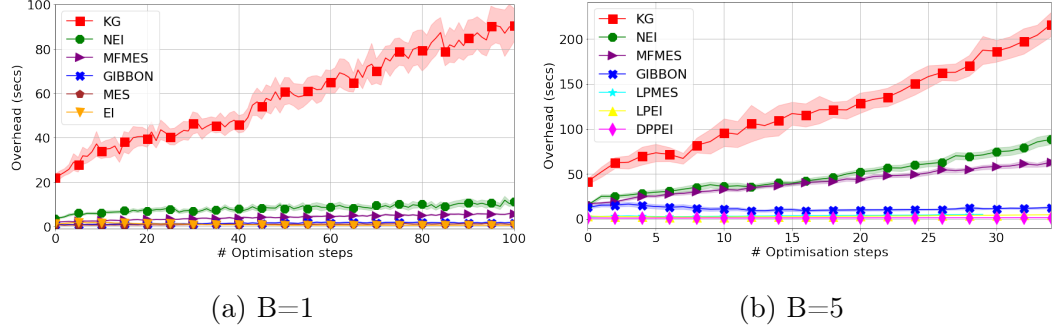 Overhead (secs)
100
80
60
40
20
0
KG
NEI
MFMES
GIBBON
MES
EI
0 20 40 60 80 100
# Optimisation steps
(a) B=1
Overhead (secs)
200
150
100
50
0
KG
NEI
MFMES
GIBBON
LPMES
LPEI
DPPEI
0 5 10 15 20 25 30
# Optimisation steps
(b) B=5